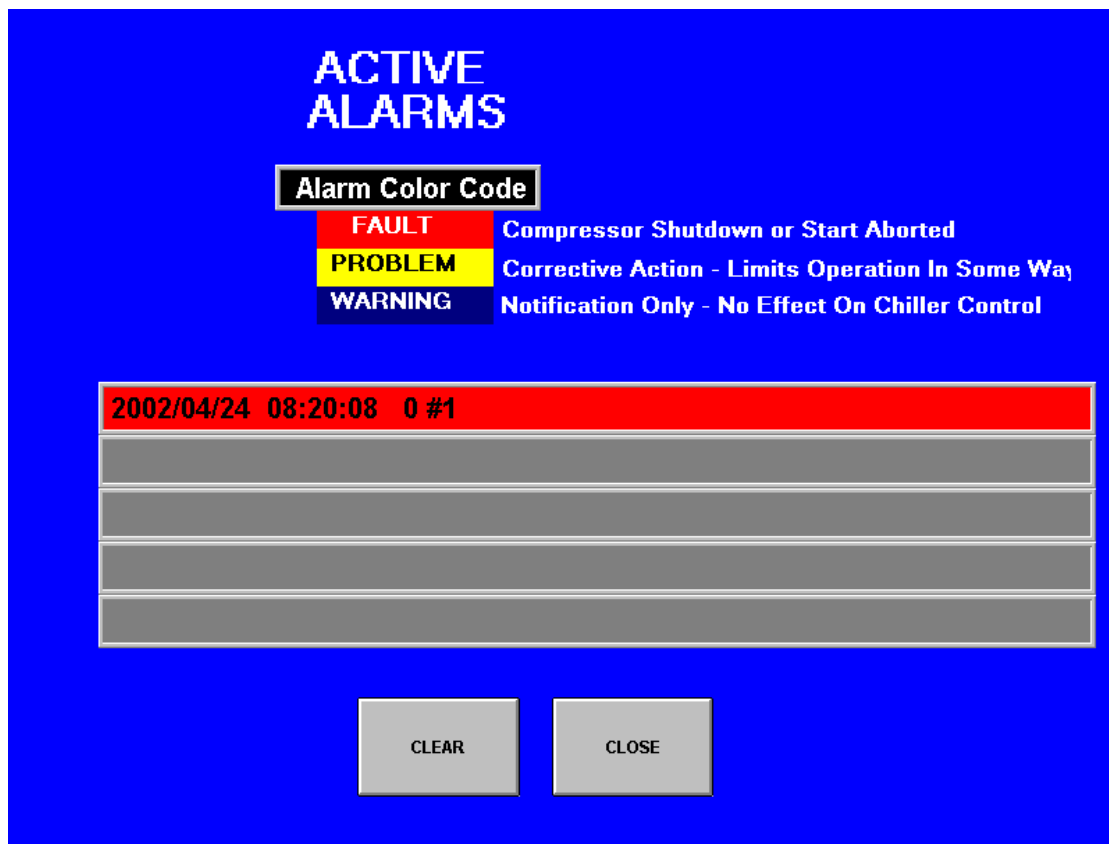 ACTIVE
ALARMS
Alarm Color Code
FAULT Compressor Shutdown or Start Aborted
PROBLEM Corrective Action - Limits Operation In Some Way
WARNING Notification Only - No Effect On Chiller Control
2002/04/24 08:20:08 0 #1
CLEAR CLOSE